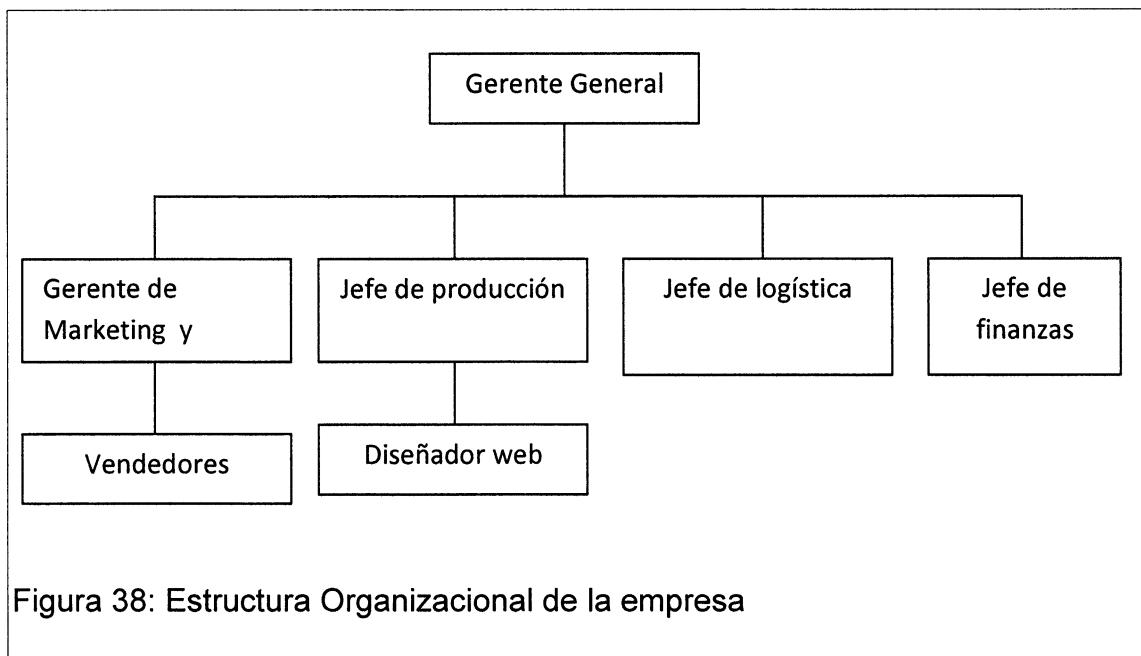 Gerente General
Gerente de
Marketing y
Jefe de producción
Jefe de logística
Jefe de
finanzas
Vendedores
Diseñador web
Figura 38: Estructura Organizacional de la empresa